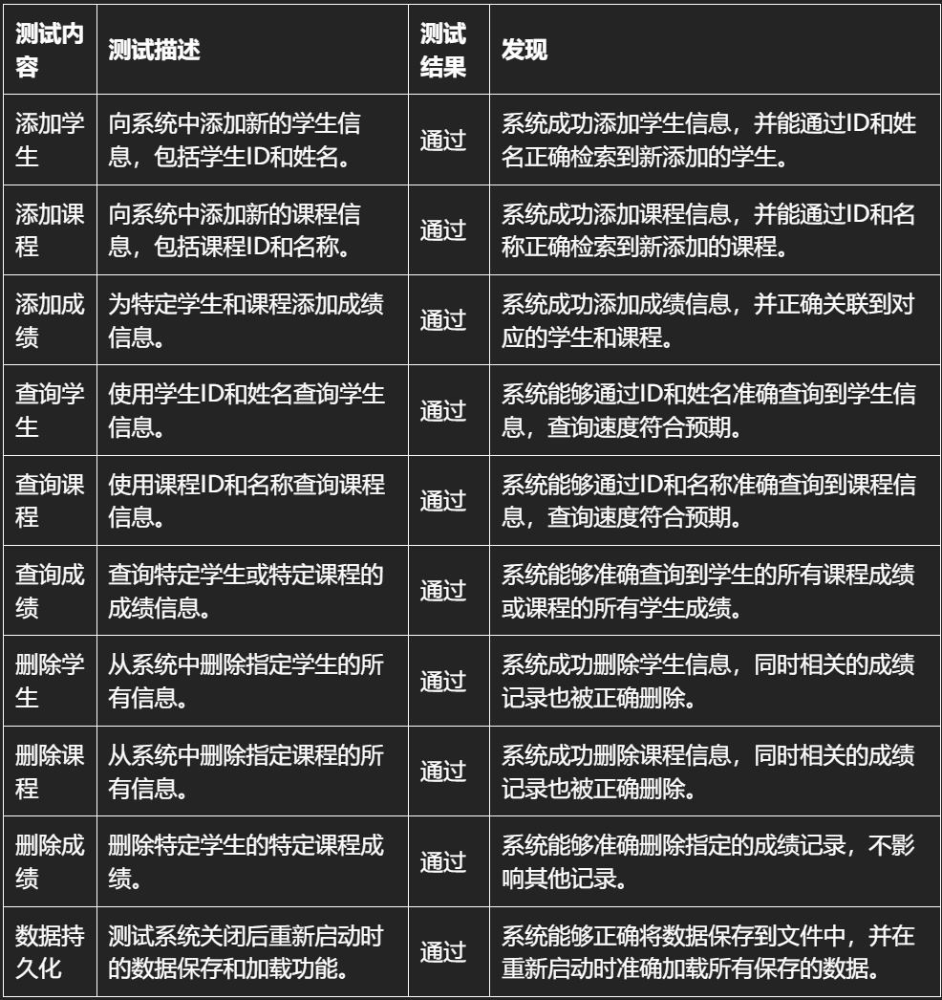 测试内
容
测试描述
测试
结果
发现
添加学
生
向系统中添加新的学生信
息，包括学生ID和姓名。
通过
系统成功添加学生信息，并能通过ID和姓
名正确检索到新添加的学生。
添加课
程
向系统中添加新的课程信
息，包括课程ID和名称。
通过
系统成功添加课程信息，并能通过ID和名
称正确检索到新添加的课程。
添加成
绩
为特定学生和课程添加成绩
信息。
通过
系统成功添加成绩信息，并正确关联到对
应的学生和课程。
查询学
生
使用学生ID和姓名查询学生
信息。
通过
系统能够通过ID和姓名准确查询到学生信
息，查询速度符合预期。
查询课
程
使用课程ID和名称查询课程
信息。
通过
系统能够通过ID和名称准确查询到课程信
息，查询速度符合预期。
查询成
绩
查询特定学生或特定课程的
成绩信息。
通过
系统能够准确查询到学生的所有课程成绩
或课程的所有学生成绩。
删除学
生
从系统中删除指定学生的所
有信息。
通过
系统成功删除学生信息，同时相关的成绩
记录也被正确删除。
删除课
程
从系统中删除指定课程的所
有信息。
通过
系统成功删除课程信息，同时相关的成绩
记录也被正确删除。
删除成
绩
删除特定学生的特定课程成
绩。
通过
系统能够准确删除指定的成绩记录，不影
响其他记录。
数据持
久化
测试系统关闭后重新启动时
的数据保存和加载功能。
通过
系统能够正确将数据保存到文件中，并在
重新启动时准确加载所有保存的数据。